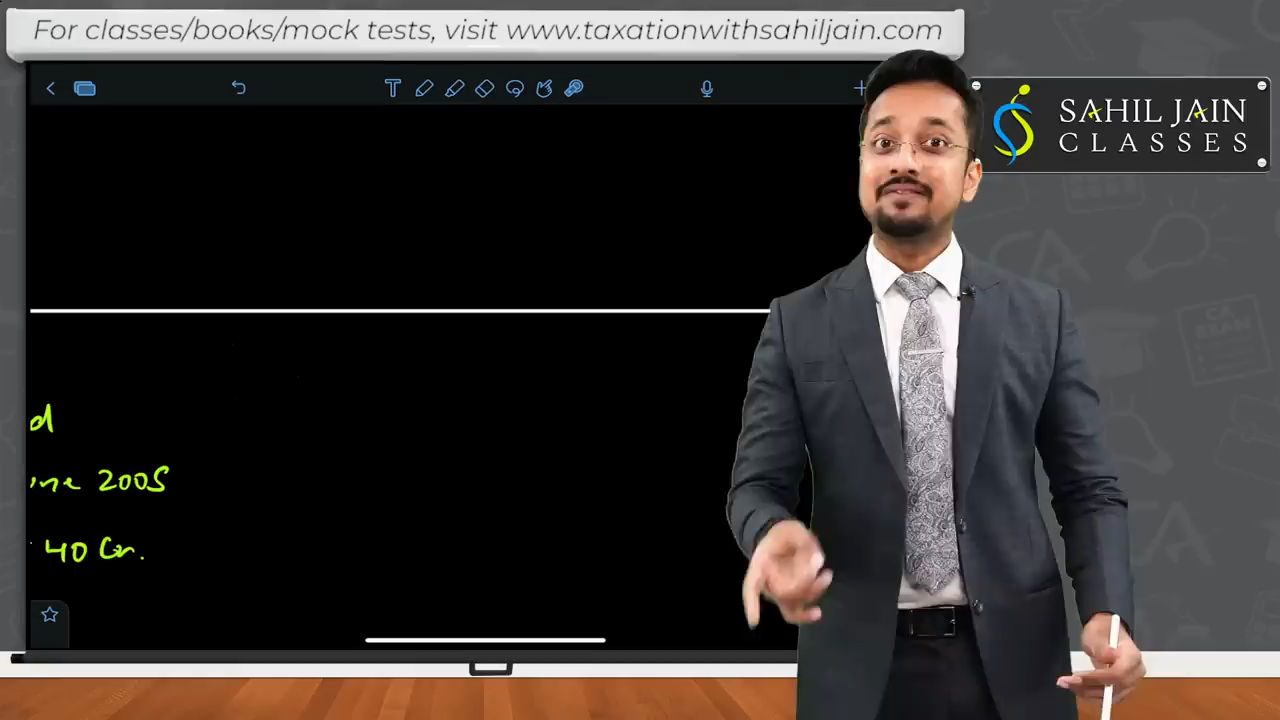 For classes/books/mock tests, visit www.taxationwithsahiljain.com
T
SAHIL JAIN
CLASSES
d
ine 2005
40 Cr.